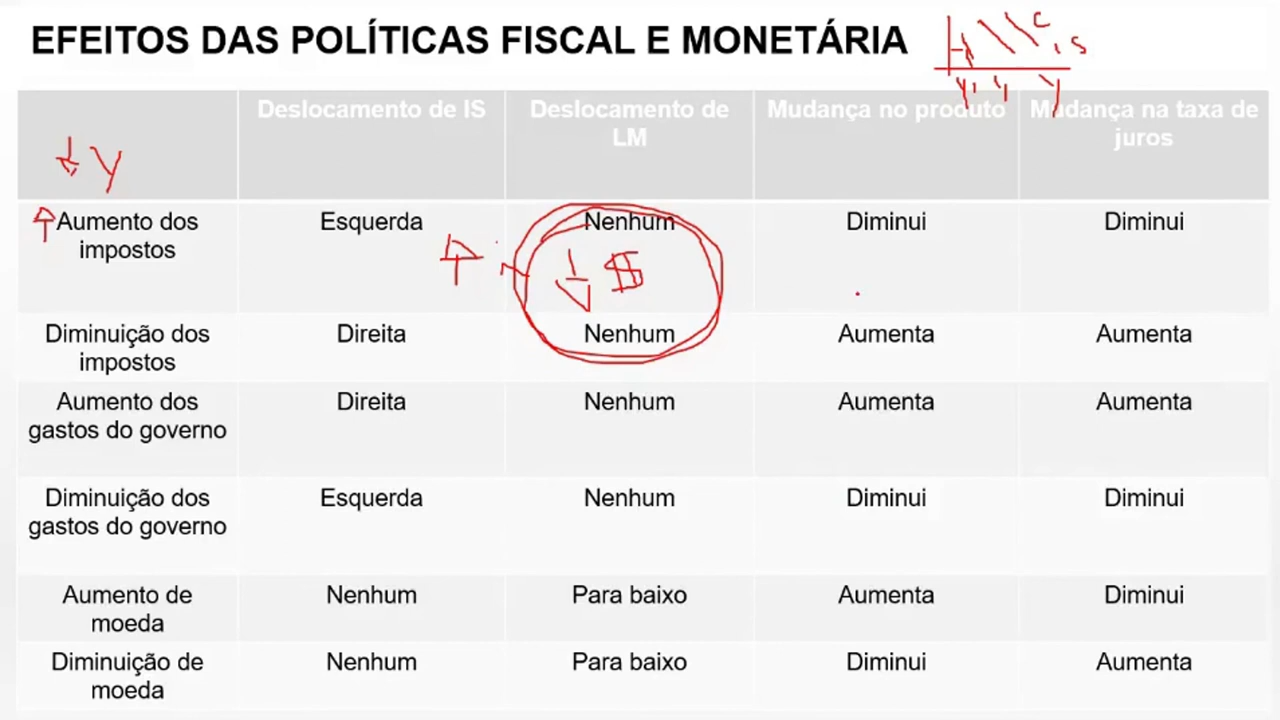 EFEITOS DAS POLÍTICAS FISCAL E MONETÁRIA
Deslocamento de IS
Deslocamento de
LM
Mudança no produto
Mudança na taxa de
juros
Y
Aumento dos
impostos
Esquerda
Nenhum
Diminui
Diminui
$
Diminuição dos
impostos
Direita
Nenhum
Aumenta
Aumenta
Aumento dos
gastos do governo
Direita
Nenhum
Aumenta
Aumenta
Diminuição dos
gastos do governo
Esquerda
Nenhum
Diminui
Diminui
Aumento de
moeda
Nenhum
Para baixo
Aumenta
Diminui
Diminuição de
moeda
Nenhum
Para baixo
Diminui
Aumenta